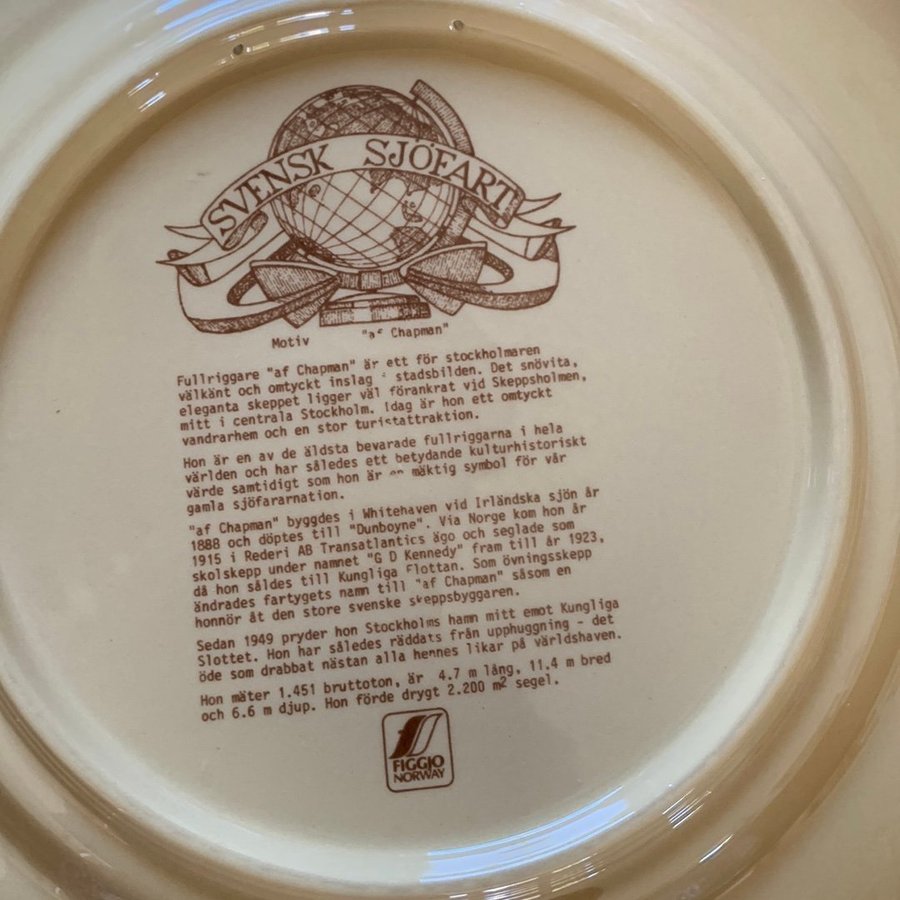 SVENSK SJÖFART
Motiv "af Chapman"
Fullriggare "af Chapman" är ett för stockholmaren
välkänt och omtyckt inslag i stadsbilden. Det snövita,
eleganta skeppet ligger väl förankrat vid Skeppsholmen,
mitt i centrala Stockholm. Idag är hon ett omtyckt
vandrarhem och en stor turistattraktion.
Hon är en av de äldsta bevarade fullriggarna i hela
världen och har således ett betydande kulturhistoriskt
värde samtidigt som hon är en mäktig symbol för vår
gamla sjöfararnation.
"af Chapman" byggdes i Whitehaven vid Irländska sjön år
1888 och döptes till "Dunboyne". Via Norge kom hon år
1915 i Rederi AB Transatlantics ägo och seglade som
skolskepp under namnet "G D Kennedy" fram till år 1923,
då hon såldes till Kungliga Flottan. Som övningsskepp
ändrades fartygets namn till "af Chapman" såsom en
honnör åt den store svenske skeppsbyggaren.
Sedan 1949 pryder hon Stockholms hamn mitt emot Kungliga
Slottet. Hon har således räddats från upphuggning - det
öde som drabbat nästan alla hennes likar på världshaven.
Hon mäter 1.451 bruttoton, är 4.7 m lång, 11.4 m bred
och 6.6 m djup. Hon förde drygt 2.200 m2 segel.
FIGGJO
NORWAY